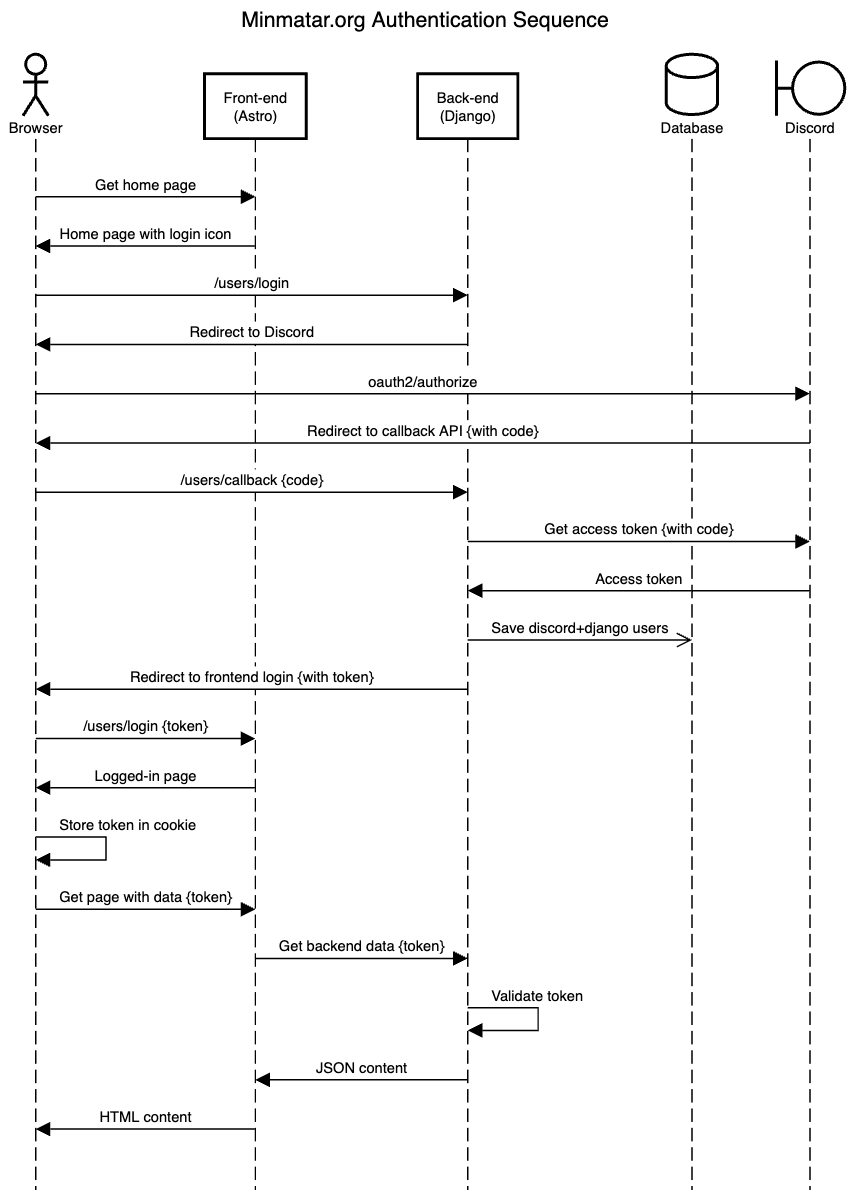 Minmatar.org Authentication Sequence
Browser
Front-end
(Astro)
Back-end
(Django)
Database
Discord
Get home page
Home page with login icon
/users/login
Redirect to Discord
oauth2/authorize
Redirect to callback API {with code}
/users/callback {code}
Get access token {with code}
Access token
Save discord+django users
Redirect to frontend login {with token}
/users/login {token}
Logged-in page
Store token in cookie
Get page with data {token}
Get backend data {token}
Validate token
JSON content
HTML content